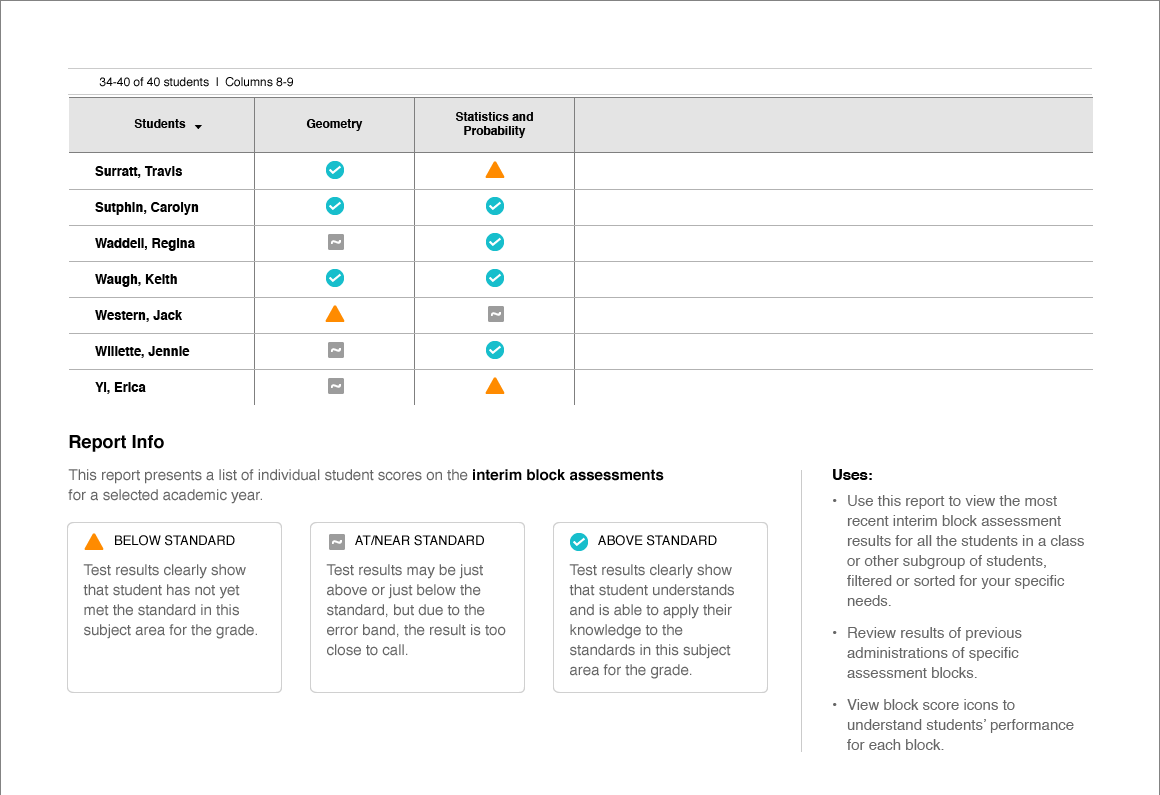 34-40 of 40 students | Columns 8-9
Students Geometry Statistics and
Probability
Surratt, Travis
Sutphin, Carolyn
Waddell, Regina
Waugh, Keith
Western, Jack
Willette, Jennie
Yi, Erica
Report Info
This report presents a list of individual student scores on the interim block assessments
for a selected academic year.
BELOW STANDARD
Test results clearly show
that student has not yet
met the standard in this
subject area for the grade.
AT/NEAR STANDARD
Test results may be just
above or just below the
standard, but due to the
error band, the result is too
close to call.
ABOVE STANDARD
Test results clearly show
that student understands
and is able to apply their
knowledge to the
standards in this subject
area for the grade.
Uses:
• Use this report to view the most
recent interim block assessment
results for all the students in a class
or other subgroup of students,
filtered or sorted for your specific
needs.
• Review results of previous
administrations of specific
assessment blocks.
• View block score icons to
understand students’ performance
for each block.